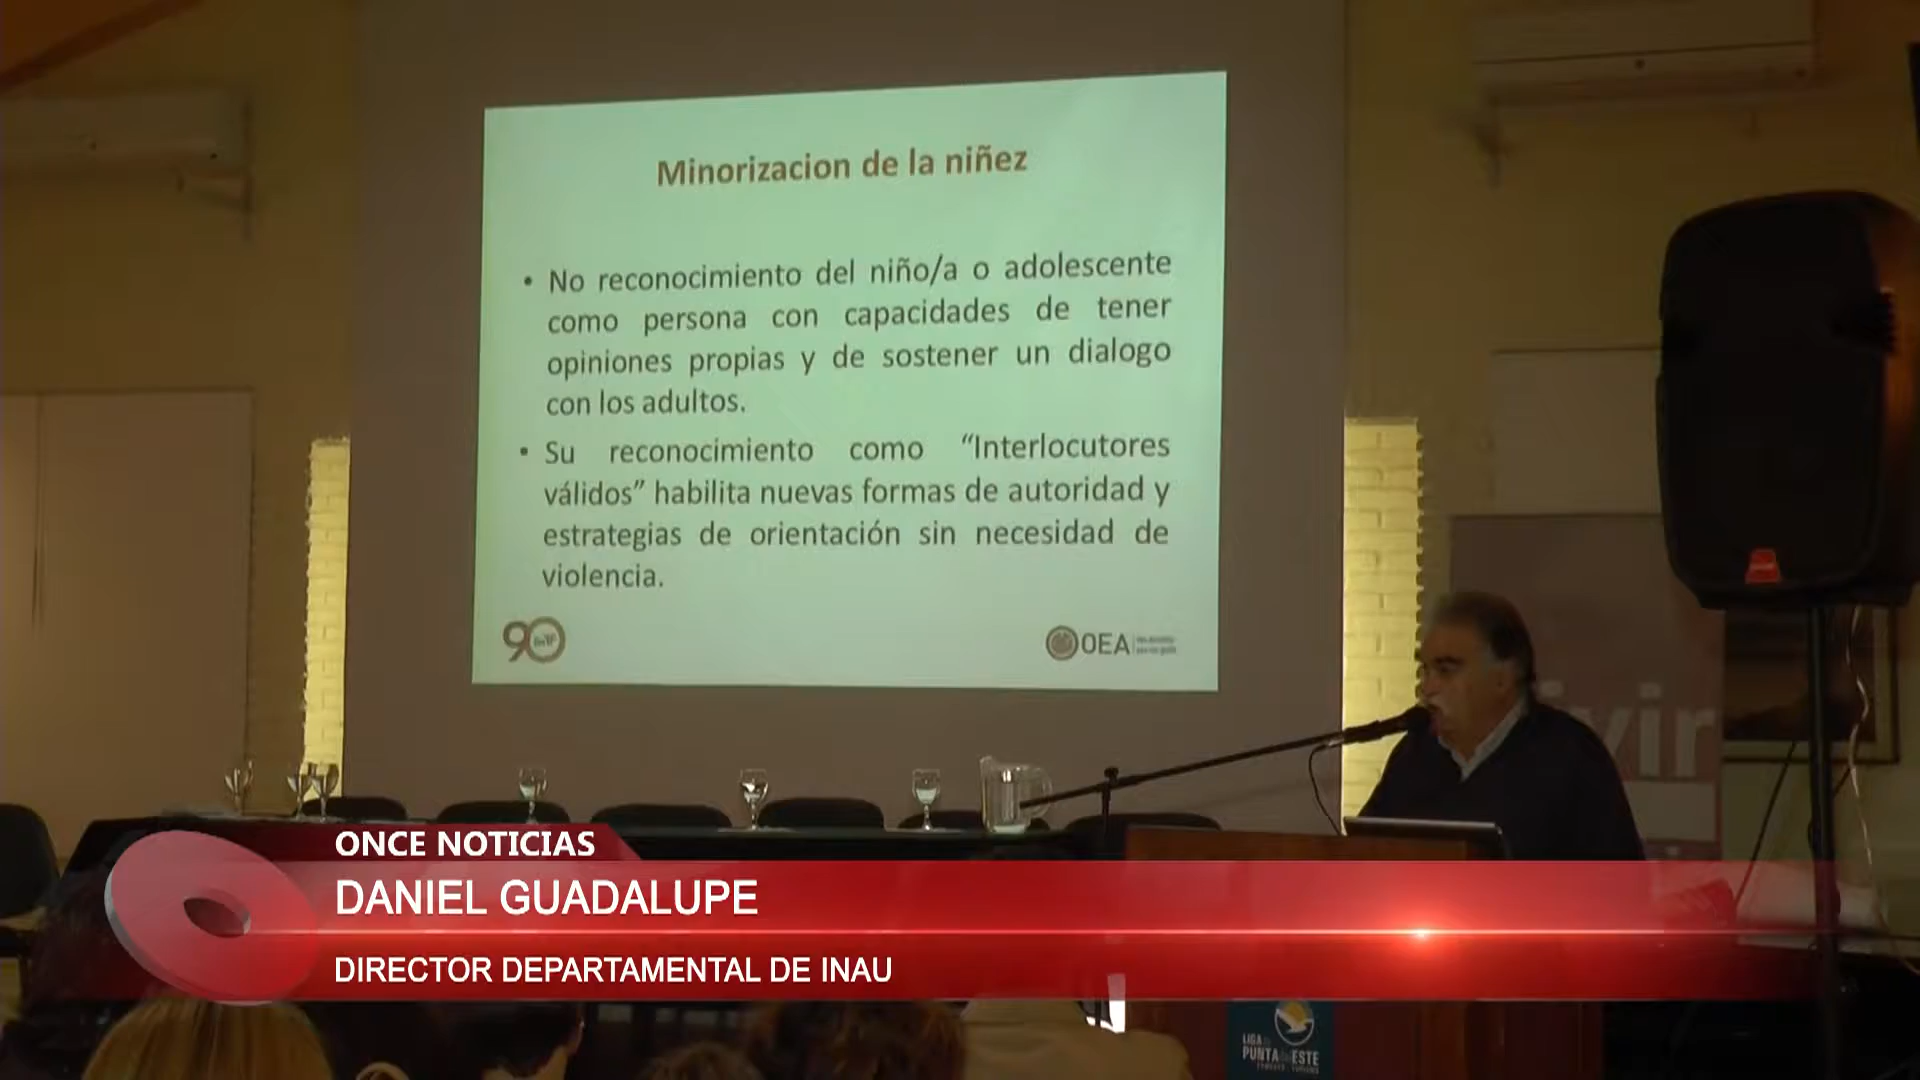 Minorizacion de la niñez
• No reconocimiento del niño/a o adolescente
como persona con capacidades de tener
opiniones propias y de sostener un dialogo
con los adultos.
• Su reconocimiento como “Interlocutores
válidos” habilita nuevas formas de autoridad y
estrategias de orientación sin necesidad de
violencia.
90
OEA
vir
ONCE NOTICIAS
DANIEL GUADALUPE
DIRECTOR DEPARTAMENTAL DE INAU
LIGA
PUNTA ESTE